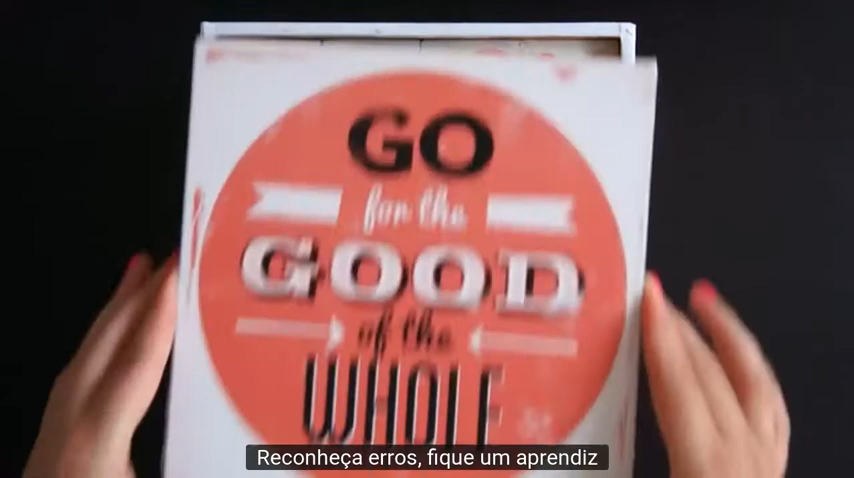 GO
for the
GOOD
of the
WHOLE
Reconheça erros, fique um aprendiz